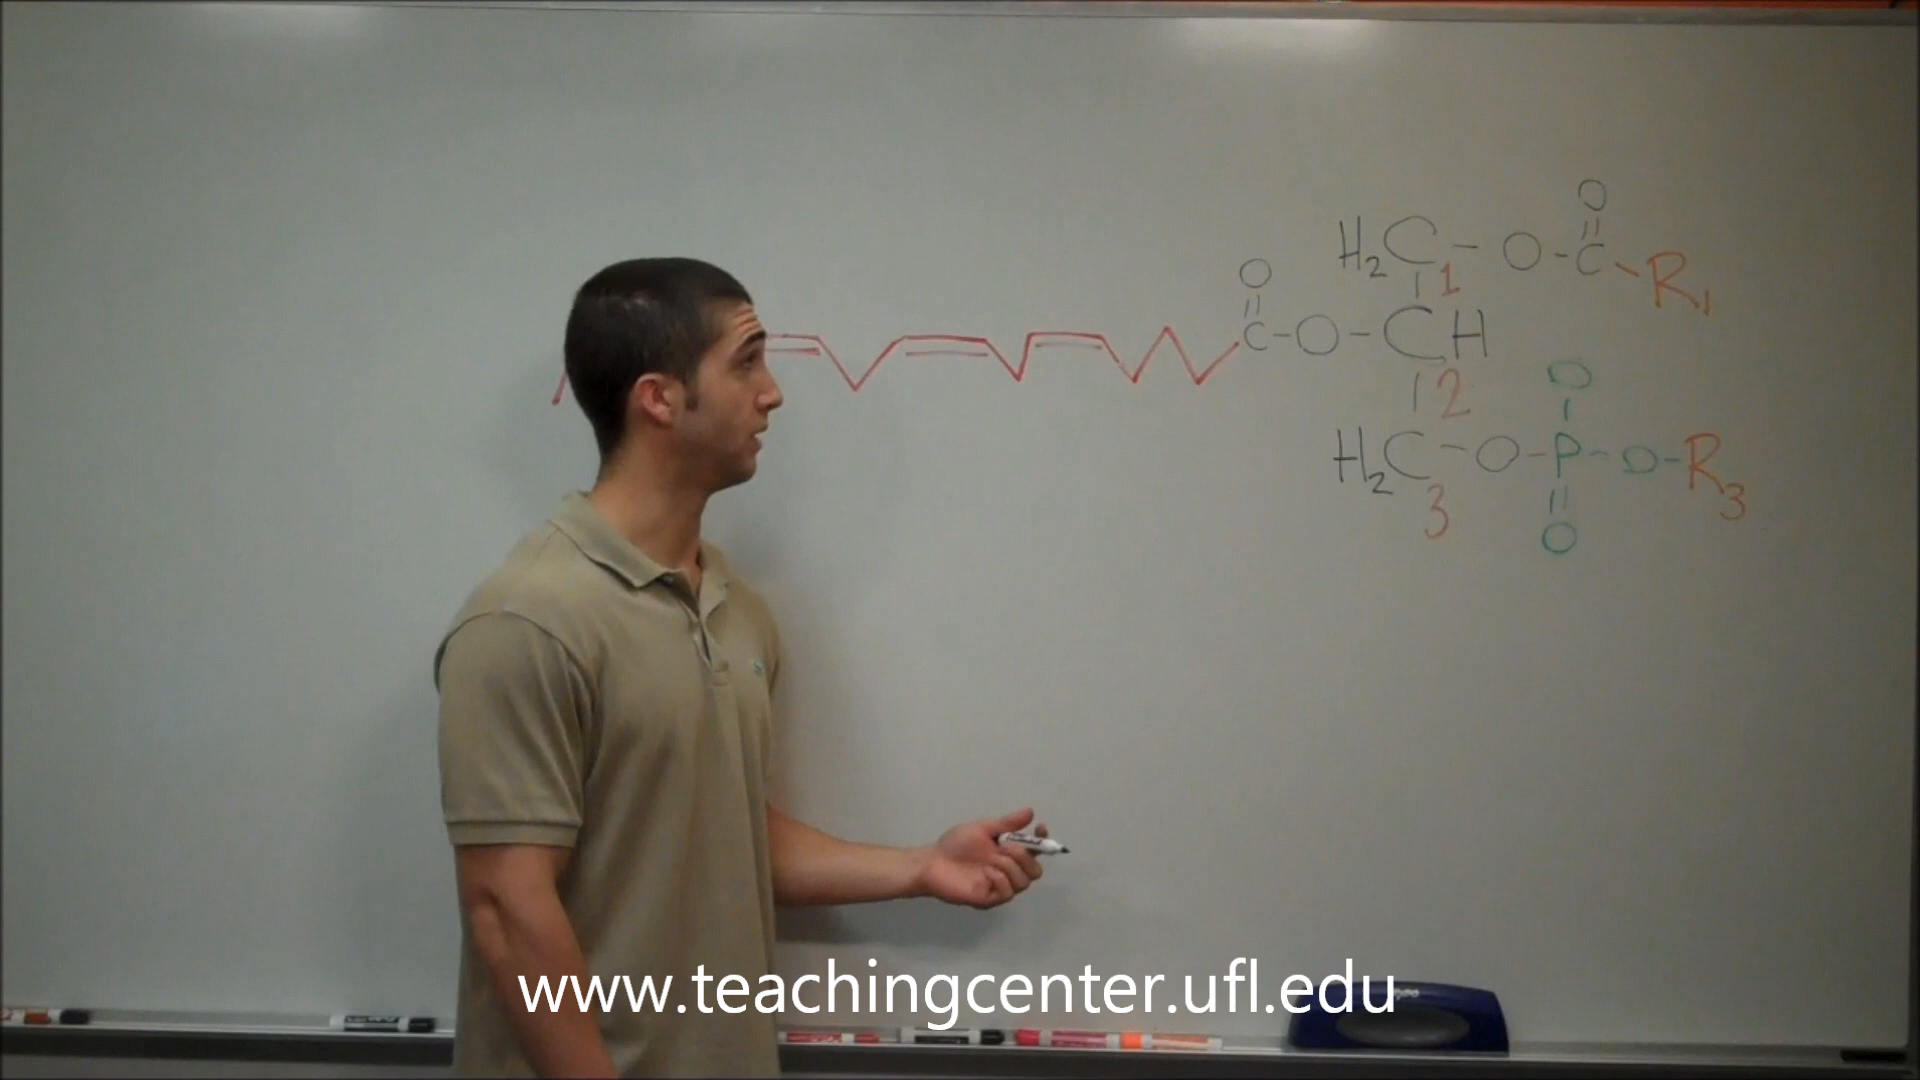 O
H₂C - O - C - R₁
1
O
C - O - CH
2
O
H₂C - O - P - O - R₃
3
O
www.teachingcenter.ufl.edu